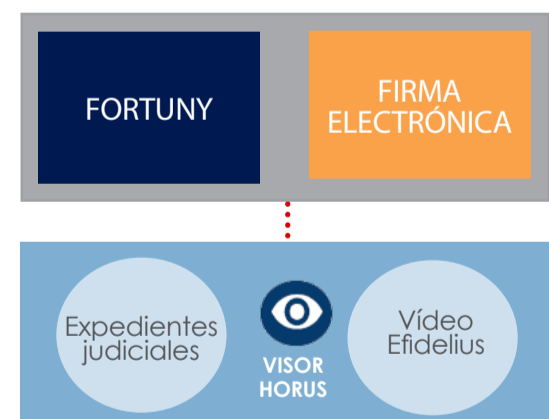 FORTUNY
FIRMA
ELECTRÓNICA
Expedientes
judiciales
VISOR
HORUS
Vídeo
Efidelius